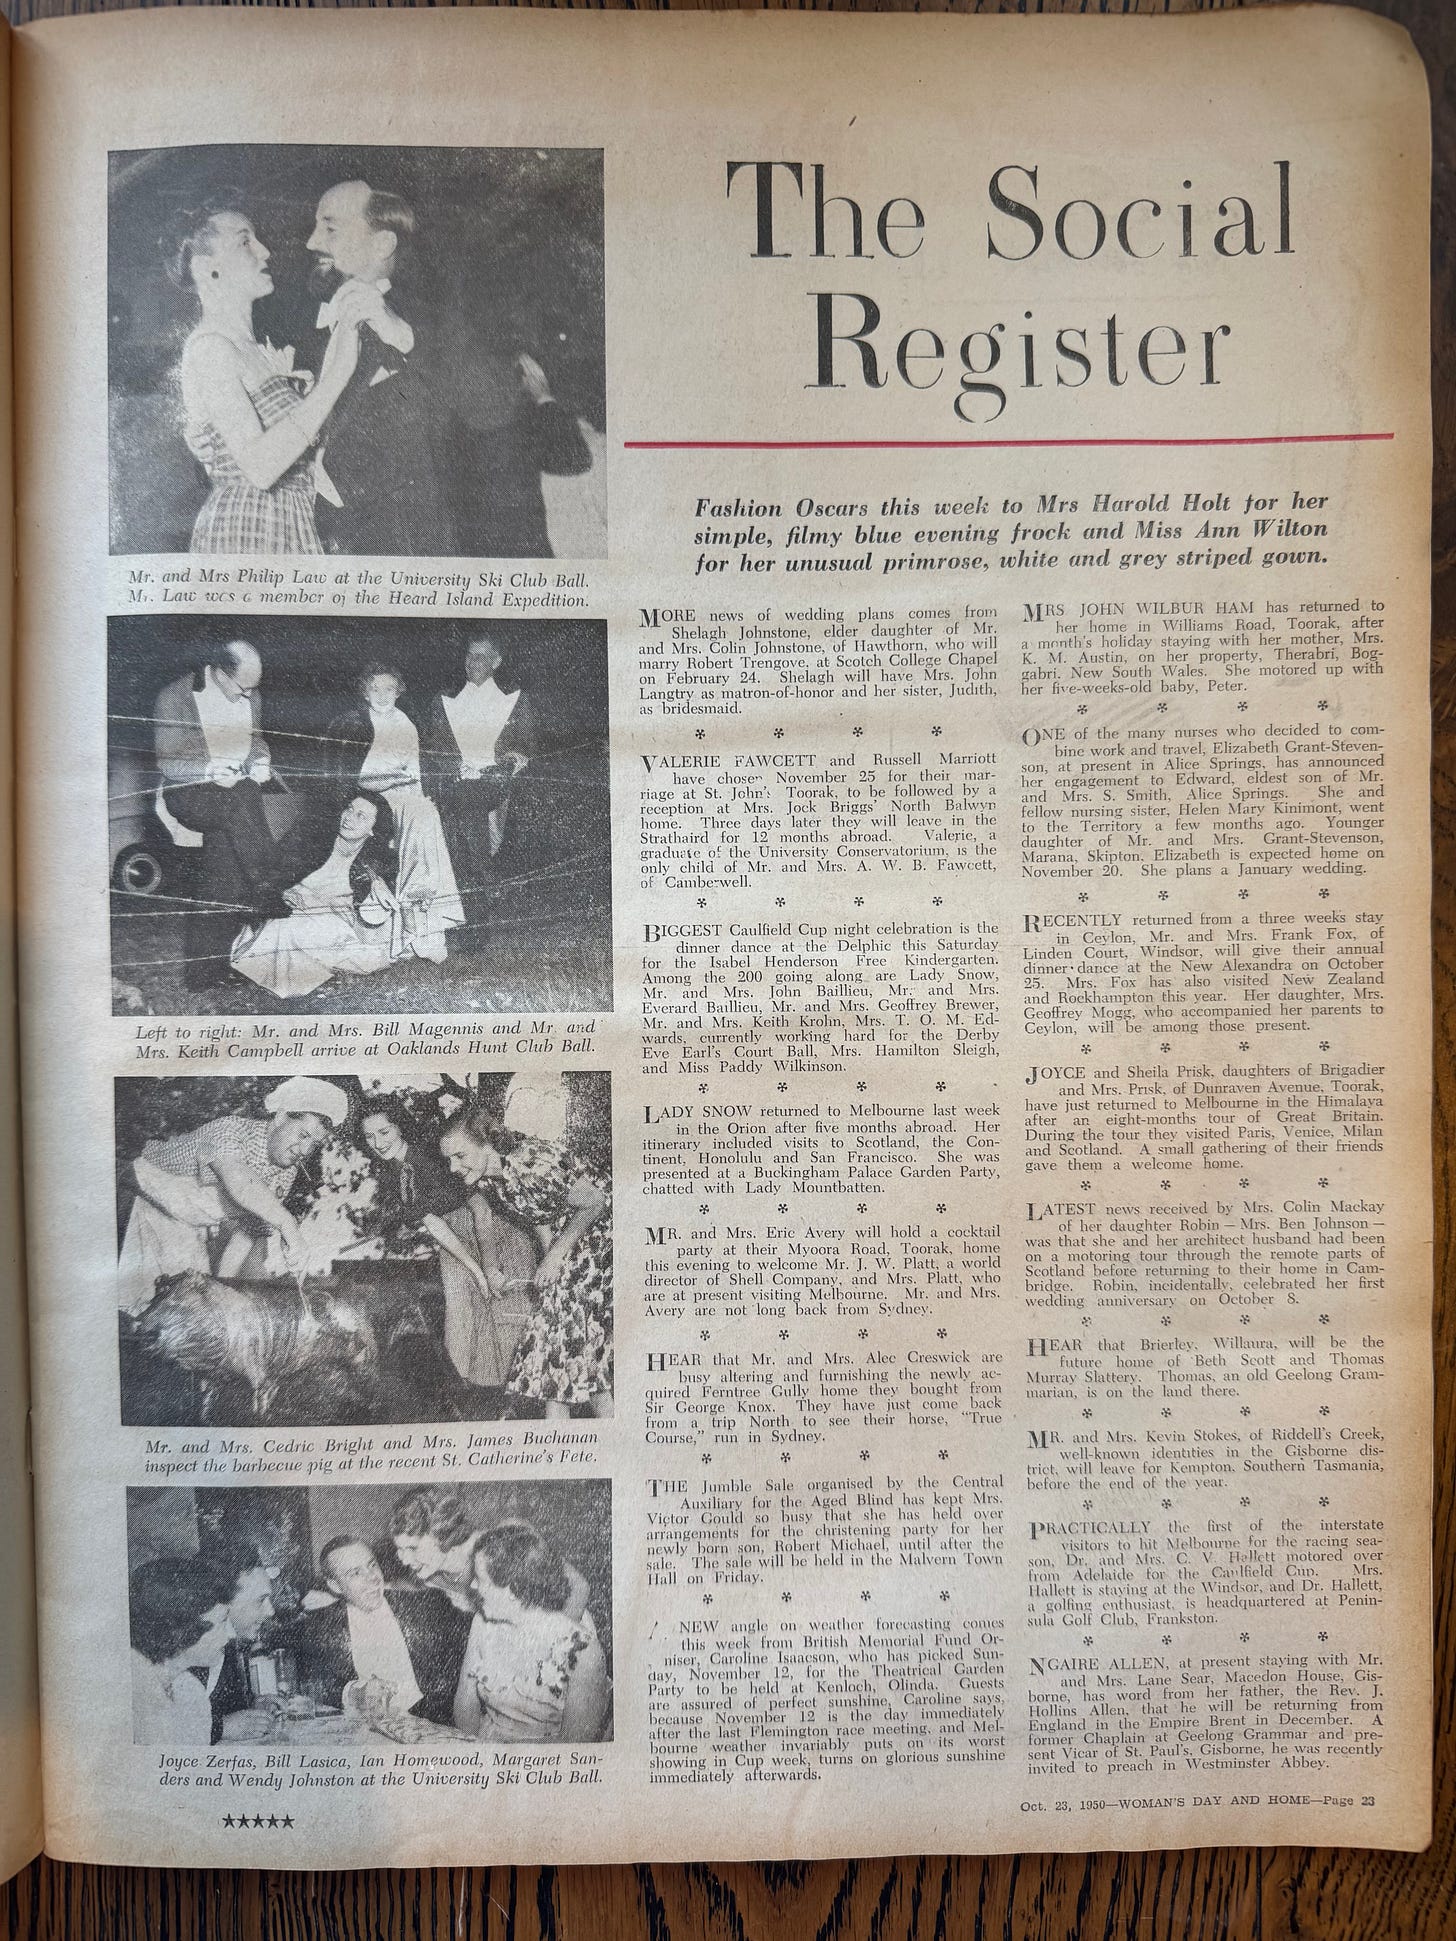 The Social
Register
Fashion Oscars this week to Mrs Harold Holt for her
simple, filmy blue evening frock and Miss Ann Wilton
for her unusual primrose, white and grey striped gown.
Mr. and Mrs Philip Law at the University Ski Club Ball.
Mr. Law was a member of the Heard Island Expedition.
Left to right: Mr. and Mrs. Bill Magennis and Mr. and
Mrs. Keith Campbell arrive at Oaklands Hunt Club Ball.
Mr. and Mrs. Cedric Bright and Mrs. James Buchanan
inspect the barbecue pig at the recent St. Catherine's Fete.
Joyce Zerfas, Bill Lasica, Ian Homewood, Margaret San-
ders and Wendy Johnston at the University Ski Club Ball.
★★★★★
MORE news of wedding plans comes from
Shelagh Johnstone, elder daughter of Mr.
and Mrs. Colin Johnstone, of Hawthorn, who will
marry Robert Trengove, at Scotch College Chapel
on February 24. Shelagh will have Mrs. John
Langtry as matron-of-honor and her sister, Judith,
as bridesmaid.
* * * *
VALERIE FAWCETT and Russell Marriott
have chosen November 25 for their mar-
riage at St. John's Toorak, to be followed by a
reception at Mrs. Jock Briggs' North Balwyn
home. Three days later they will leave in the
Strathaird for 12 months abroad. Valerie, a
graduate of the University Conservatorium, is the
only child of Mr. and Mrs. A. W. B. Fawcett,
of Camberwell.
* * * *
BIGGEST Caulfield Cup night celebration is the
dinner dance at the Delphic this Saturday
for the Isabel Henderson Free Kindergarten.
Among the 200 going along are Lady Snow,
Mr. and Mrs. John Baillieu, Mr. and Mrs.
Everard Baillieu, Mr. and Mrs. Geoffrey Brewer,
Mr. and Mrs. Keith Krohn, Mrs. T. O. M. Ed-
wards, currently working hard for the Derby
Eve Earl's Court Ball, Mrs. Hamilton Sleigh,
and Miss Paddy Wilkinson.
* * * *
LADY SNOW returned to Melbourne last week
in the Orion after five months abroad. Her
itinerary included visits to Scotland, the Con-
tinent, Honolulu and San Francisco. She was
presented at a Buckingham Palace Garden Party,
chatted with Lady Mountbatten.
* * * *
MR. and Mrs. Eric Avery will hold a cocktail
party at their Myoora Road, Toorak, home
this evening to welcome Mr. J. W. Platt, a world
director of Shell Company, and Mrs. Platt, who
are at present visiting Melbourne. Mr. and Mrs.
Avery are not long back from Sydney.
* * * *
HEAR that Mr. and Mrs. Alec Creswick are
busy altering and furnishing the newly ac-
quired Ferntree Gully home they bought from
Sir George Knox. They have just come back
from a trip North to see their horse, "True
Course," run in Sydney.
* * * *
THE Jumble Sale organised by the Central
Auxiliary for the Aged Blind has kept Mrs.
Victor Gould so busy that she has held over
arrangements for the christening party for her
newly born son, Robert Michael, until after the
sale. The sale will be held in the Malvern Town
Hall on Friday.
* * * *
NEW angle on weather forecasting comes
this week from British Memorial Fund Or-
niser, Caroline Isaacson, who has picked Sun-
day, November 12, for the Theatrical Garden
Party to be held at Kenloch, Olinda. Guests
are assured of perfect sunshine, Caroline says,
because November 12 is the day immediately
after the last Flemington race meeting, and Mel-
bourne weather invariably puts on its worst
showing in Cup week, turns on glorious sunshine
immediately afterwards.
MRS JOHN WILBUR HAM has returned to
her home in Williams Road, Toorak, after
a month's holiday staying with her mother, Mrs.
K. M. Austin, on her property, Therabri, Bog-
gabri, New South Wales. She motored up with
her five-weeks-old baby, Peter.
* * * *
ONE of the many nurses who decided to com-
bine work and travel, Elizabeth Grant-Steven-
son, at present in Alice Springs, has announced
her engagement to Edward, eldest son of Mr.
and Mrs. S. Smith, Alice Springs. She and
fellow nursing sister, Helen Mary Kinimont, went
to the Territory a few months ago. Younger
daughter of Mr. and Mrs. Grant-Stevenson,
Marana, Skipton, Elizabeth is expected home on
November 20. She plans a January wedding.
* * * *
RECENTLY returned from a three weeks stay
in Ceylon, Mr. and Mrs. Frank Fox, of
Linden Court, Windsor, will give their annual
dinner dance at the New Alexandra on October
25. Mrs. Fox has also visited New Zealand
and Rockhampton this year. Her daughter, Mrs.
Geoffrey Mogg, who accompanied her parents to
Ceylon, will be among those present.
* * * *
JOYCE and Sheila Prisk, daughters of Brigadier
and Mrs. Prisk, of Dunraven Avenue, Toorak,
have just returned to Melbourne in the Himalaya
after an eight-months tour of Great Britain.
During the tour they visited Paris, Venice, Milan
and Scotland. A small gathering of their friends
gave them a welcome home.
* * * *
LATEST news received by Mrs. Colin Mackay
of her daughter Robin — Mrs. Ben Johnson —
was that she and her architect husband had been
on a motoring tour through the remote parts of
Scotland before returning to their home in Cam-
bridge. Robin, incidentally, celebrated her first
wedding anniversary on October 8.
* * * *
HEAR that Brierley, Willaura, will be the
future home of Beth Scott and Thomas
Murray Slattery. Thomas, an old Geelong Gram-
marian, is on the land there.
* * * *
MR. and Mrs. Kevin Stokes, of Riddell's Creek,
well-known identities in the Gisborne dis-
trict, will leave for Kempton, Southern Tasmania,
before the end of the year.
* * * *
PRACTICALLY the first of the interstate
visitors to hit Melbourne for the racing sea-
son, Dr. and Mrs. C. V. Hallett motored over
from Adelaide for the Caulfield Cup. Mrs.
Hallett is staying at the Windsor, and Dr. Hallett,
a golfing enthusiast, is headquartered at Penin-
sula Golf Club, Frankston.
* * * *
NGAIRE ALLEN, at present staying with Mr.
and Mrs. Lane Sear, Macedon House, Gis-
borne, has word from her father, the Rev. J.
Hollins Allen, that he will be returning from
England in the Empire Brent in December. A
former Chaplain at Geelong Grammar and pre-
sent Vicar of St. Paul's, Gisborne, he was recently
invited to preach in Westminster Abbey.
Oct. 23, 1950—WOMAN'S DAY AND HOME—Page 23